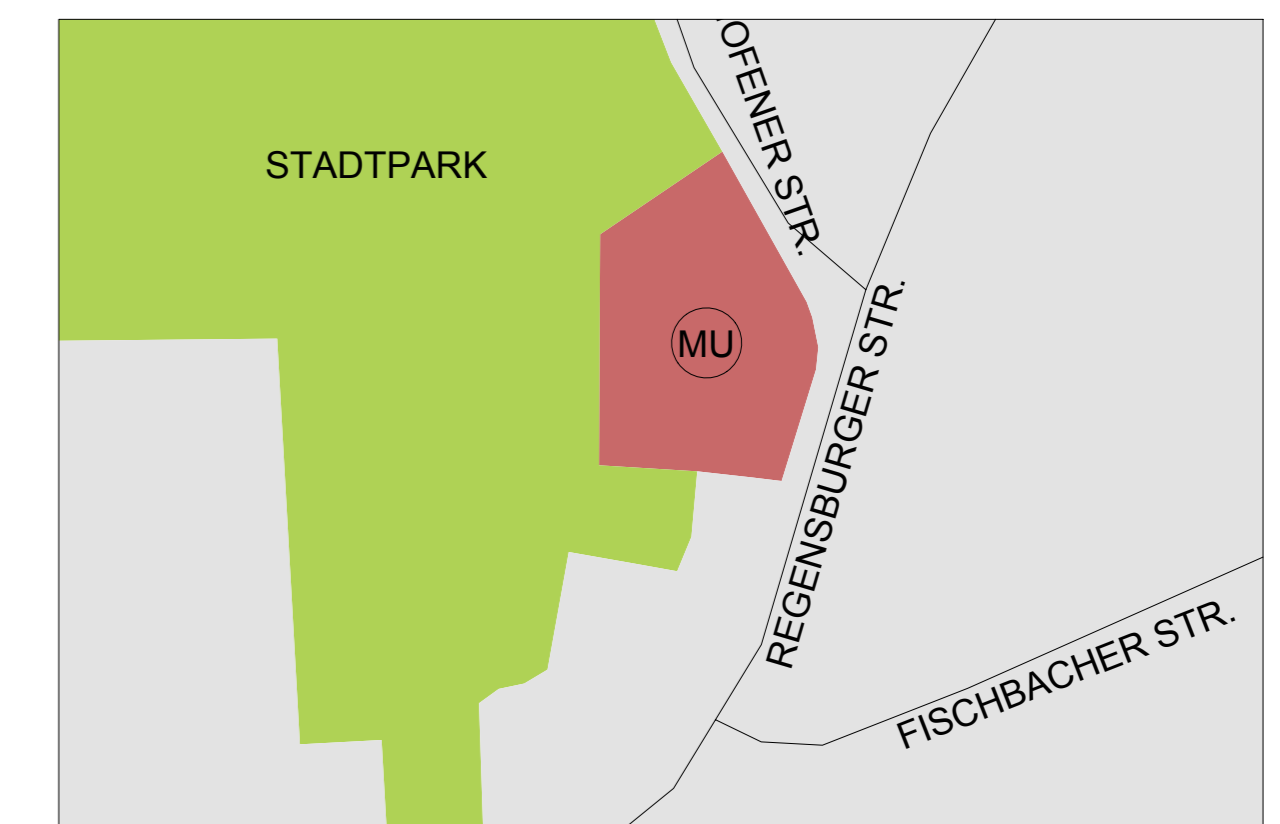 OFENER STR.
STADTPARK
MU
REGENSBURGER STR.
FISCHBACHER STR.